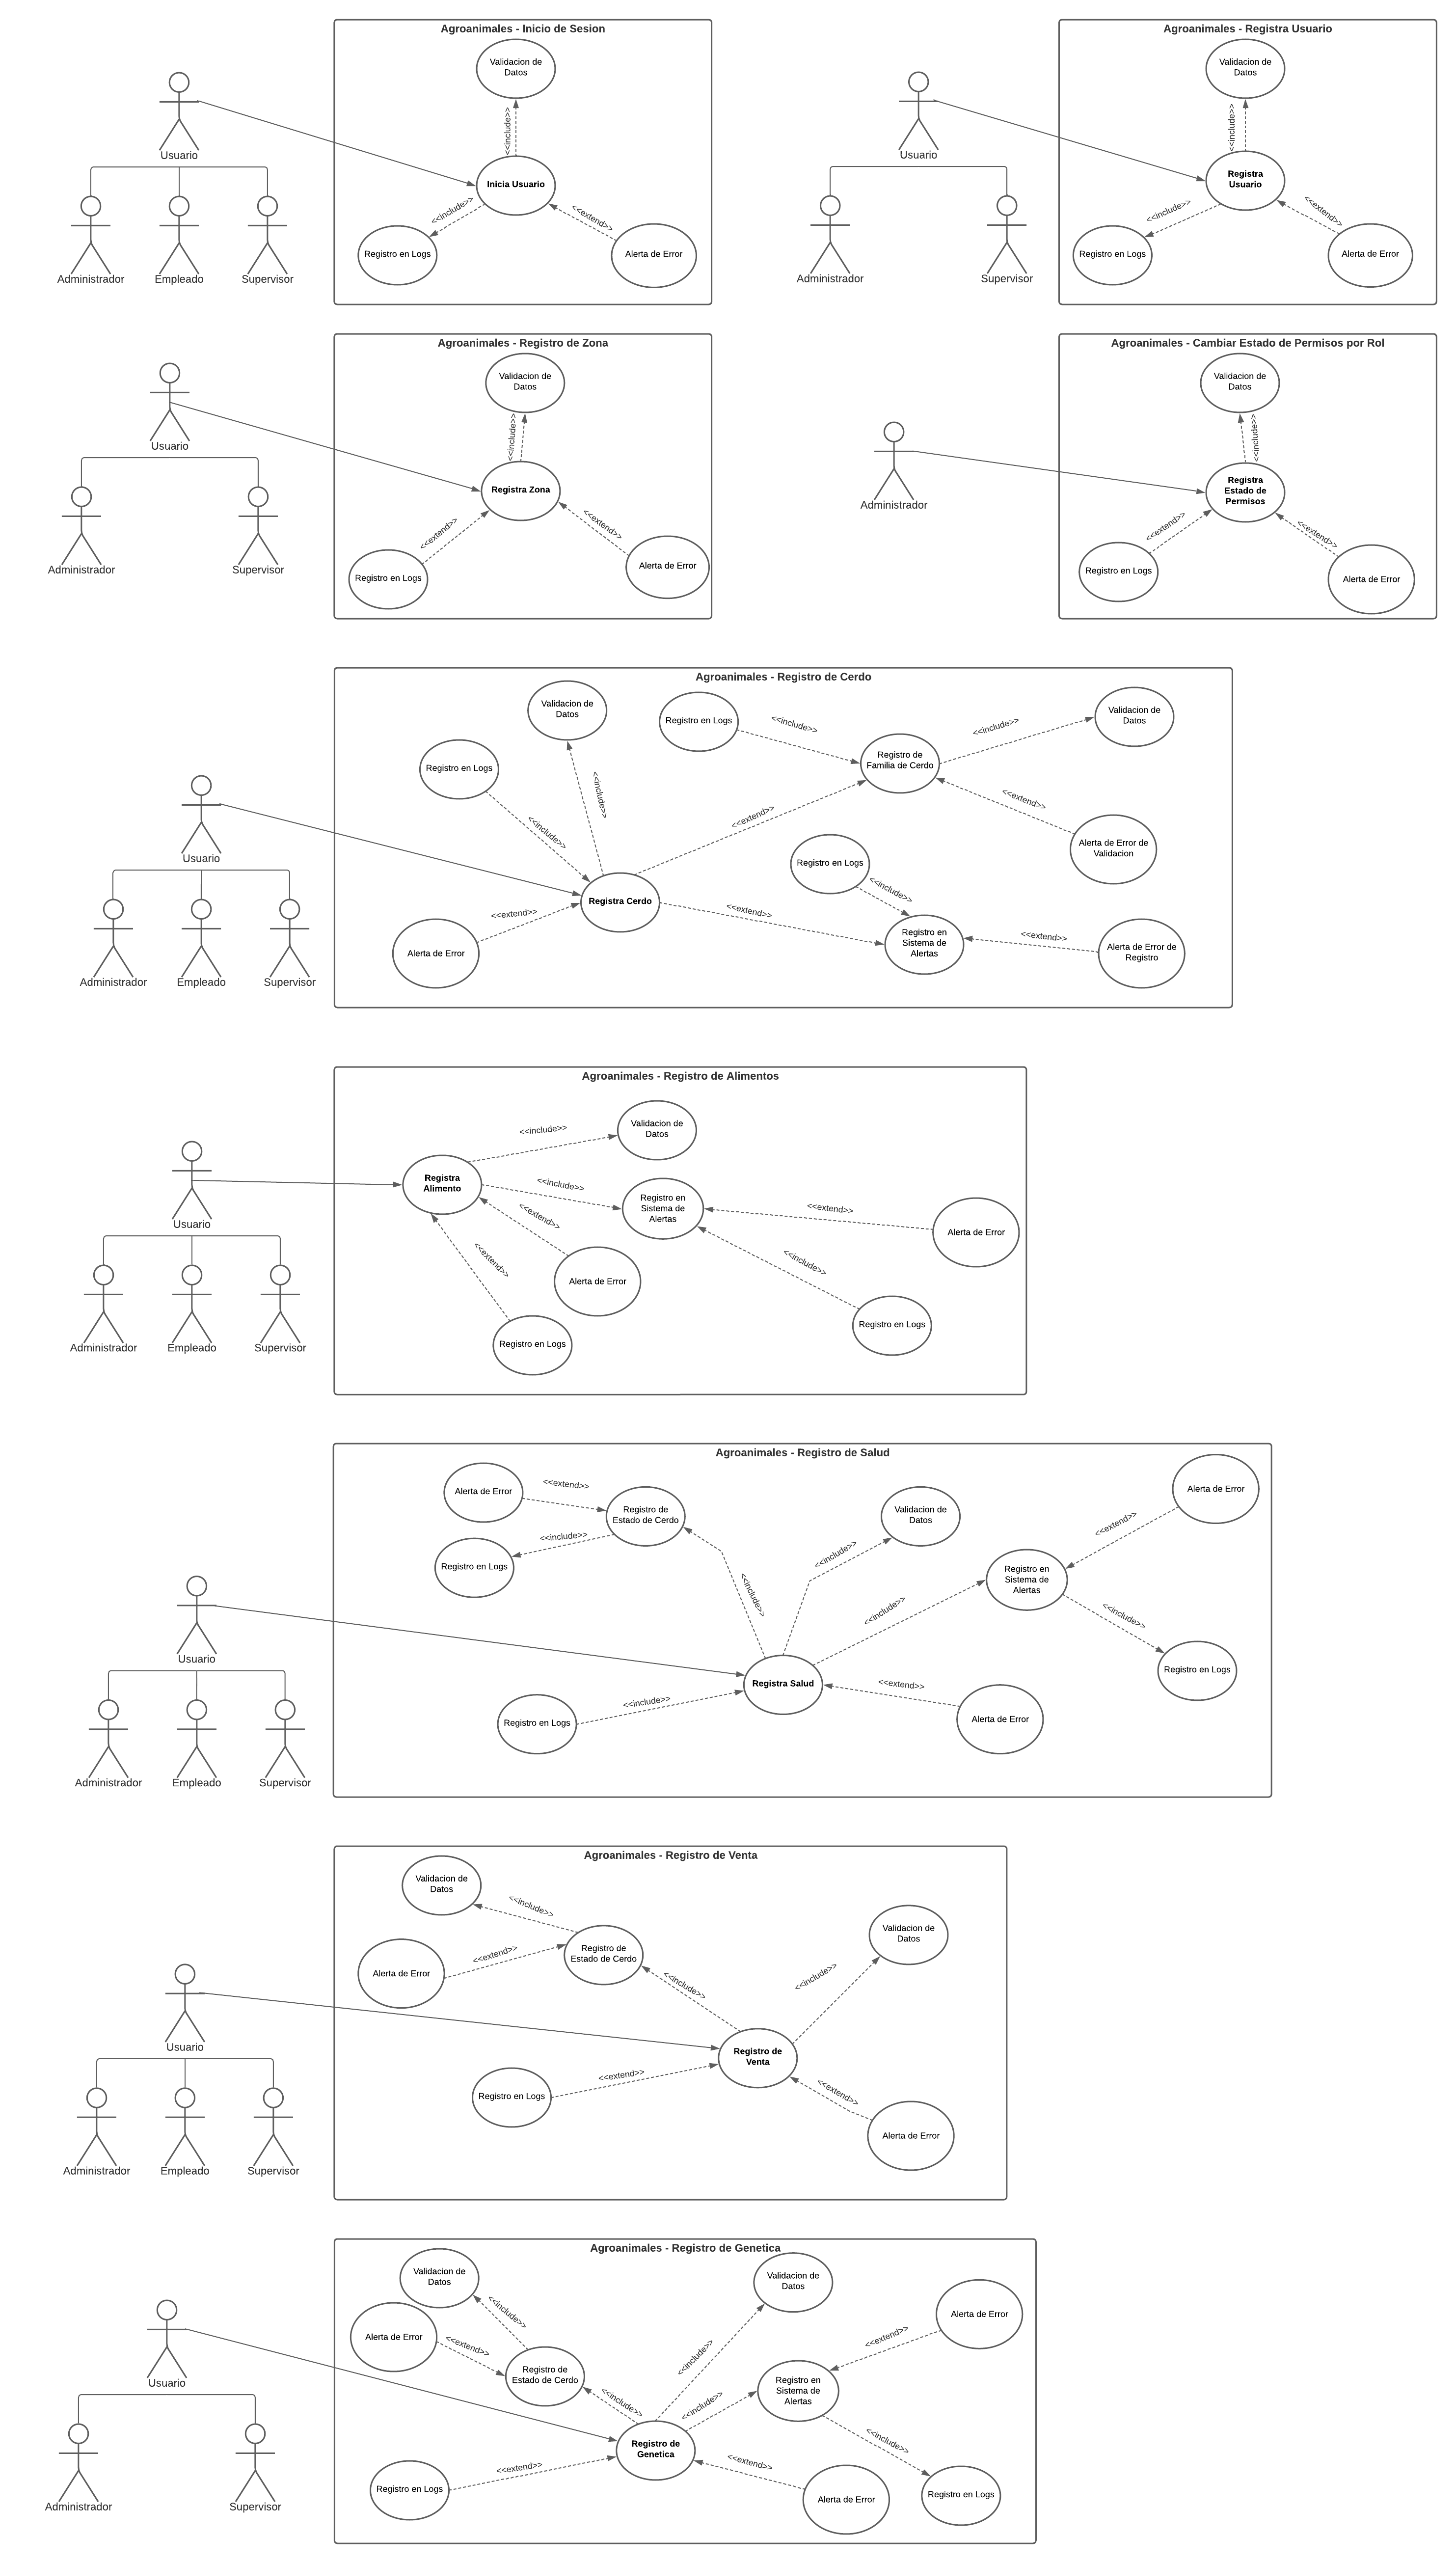 Agroanimales - Inicio de Sesion
Validacion de
Datos
<<include>>
Usuario
Inicia Usuario
<<include>>
<<extend>>
Registro en Logs
Alerta de Error
Administrador
Empleado
Supervisor
Agroanimales - Registra Usuario
Validacion de
Datos
<<include>>
Usuario
Registra
Usuario
<<include>>
<<extend>>
Registro en Logs
Alerta de Error
Administrador
Supervisor
Agroanimales - Registro de Zona
Validacion de
Datos
<<include>>
Usuario
Registra Zona
<<extend>>
<<extend>>
Registro en Logs
Alerta de Error
Administrador
Supervisor
Agroanimales - Cambiar Estado de Permisos por Rol
Validacion de
Datos
<<include>>
Administrador
Registra
Estado de
Permisos
<<extend>>
<<extend>>
Registro en Logs
Alerta de Error
Agroanimales - Registro de Cerdo
Validacion de
Datos
Registro en Logs
<<include>>
<<include>>
Validacion de
Datos
Registro de
Familia de Cerdo
Registro en Logs
<<include>>
<<include>>
<<extend>>
<<extend>>
Alerta de Error de
Validacion
Usuario
Registro en Logs
<<include>>
Registra Cerdo
<<extend>>
<<extend>>
Alerta de Error
Registro en
Sistema de
Alertas
<<extend>>
Alerta de Error de
Registro
Administrador
Empleado
Supervisor
Agroanimales - Registro de Alimentos
<<include>>
Validacion de
Datos
Registra
Alimento
<<include>>
Registro en
Sistema de
Alertas
<<extend>>
<<extend>>
Alerta de Error
Usuario
<<extend>>
<<include>>
Alerta de Error
Registro en Logs
Registro en Logs
Administrador
Empleado
Supervisor
Agroanimales - Registro de Salud
Alerta de Error
<<extend>>
Registro de
Estado de Cerdo
Validacion de
Datos
Alerta de Error
<<extend>>
<<include>>
Registro en Logs
<<include>>
<<include>>
Registro en
Sistema de
Alertas
<<include>>
<<include>>
Usuario
Registro en Logs
Registra Salud
<<extend>>
<<include>>
Registro en Logs
Alerta de Error
Administrador
Empleado
Supervisor
Agroanimales - Registro de Venta
Validacion de
Datos
<<include>>
Validacion de
Datos
Registro de
Estado de Cerdo
<<extend>>
Alerta de Error
<<include>>
<<include>>
Usuario
Registro de
Venta
<<extend>>
<<extend>>
Registro en Logs
Alerta de Error
Administrador
Empleado
Supervisor
Agroanimales - Registro de Genetica
Validacion de
Datos
Validacion de
Datos
<<include>>
Alerta de Error
Alerta de Error
<<extend>>
<<extend>>
<<include>>
Registro de
Estado de Cerdo
Registro en
Sistema de
Alertas
Usuario
<<include>>
<<include>>
<<include>>
Registro de
Genetica
<<extend>>
<<extend>>
Registro en Logs
Alerta de Error
Registro en Logs
Administrador
Supervisor